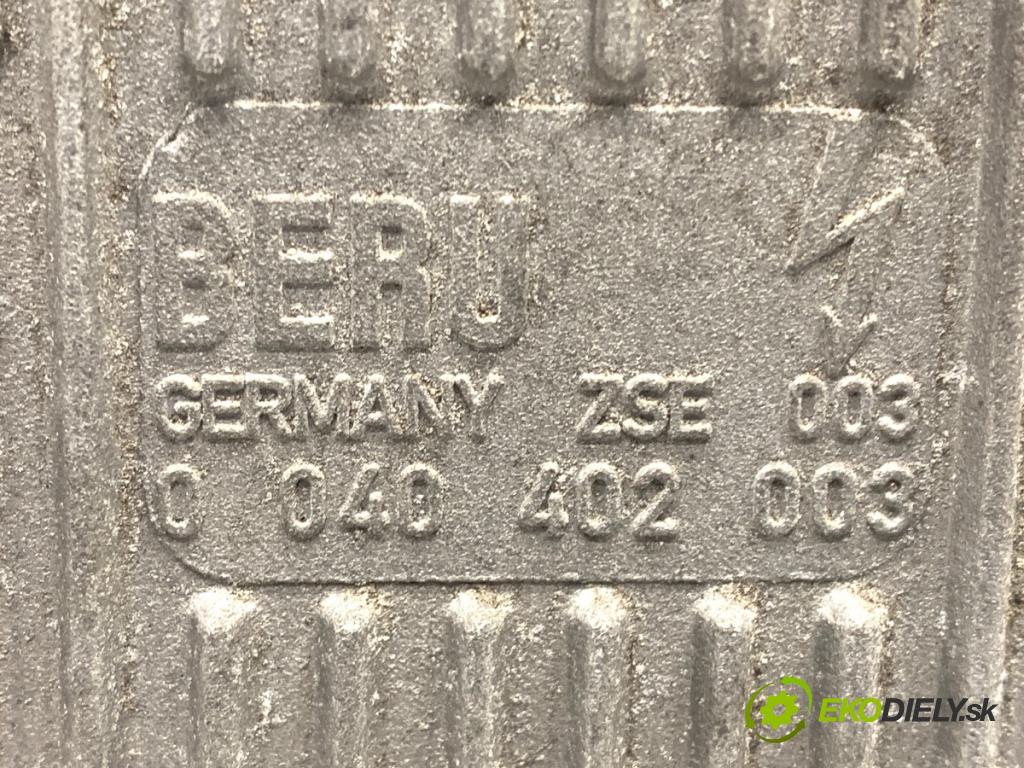 BERU
GERMANY ZSE 003
0 040 402 003
EKODIELY.sk